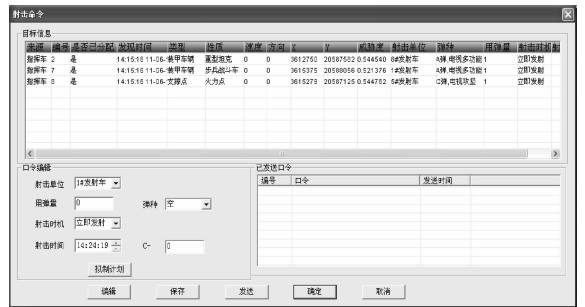 射击命令
目标信息
来源 编号 是否已分配 发现时间 类型 性质 速度 方向 X Y 威胁度 射击单位 弹种 用弹量 射击时机
指挥车 2 是 14:15:16 11-06- 装甲车辆 重型坦克 0 0 3612750 20587582 0.544540 8#发射车 A弹,电视多功能 1 立即发射
指挥车 7 是 14:15:16 11-06- 装甲车辆 步兵战斗车 0 0 3615375 20588056 0.521376 1#发射车 A弹,电视多功能 1 立即发射
指挥车 8 是 14:15:16 11-06- 支撑点 火力点 0 0 3615279 20587125 0.544762 5#发射车 C弹,电视攻坚 1 立即发射
口令编辑 已发送口令
编号 口令 发送时间
射击单位 1#发射车
用弹量 0 弹种 空
射击时机 立即发射
射击时间 14:24:19 C- 0
拟制计划
编辑 保存 发送 确定 取消